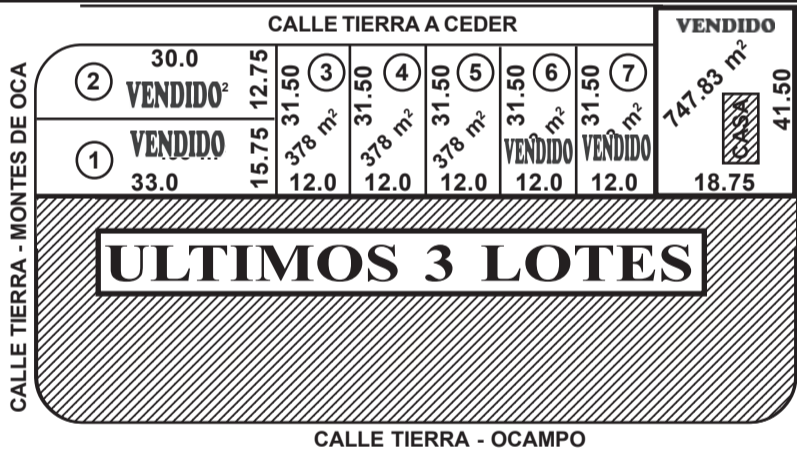 CALLE TIERRA A CEDER
VENDIDO
747.83 m²
CASA
41.50
18.75
CALLE TIERRA - MONTES DE OCA
2
30.0
VENDIDO²
12.75
1
VENDIDO
15.75
33.0
3
31.50
378 m²
12.0
4
31.50
378 m²
12.0
5
31.50
378 m²
12.0
6
31.50
m²
VENDIDO
12.0
7
31.50
m²
VENDIDO
12.0
ULTIMOS 3 LOTES
CALLE TIERRA - OCAMPO